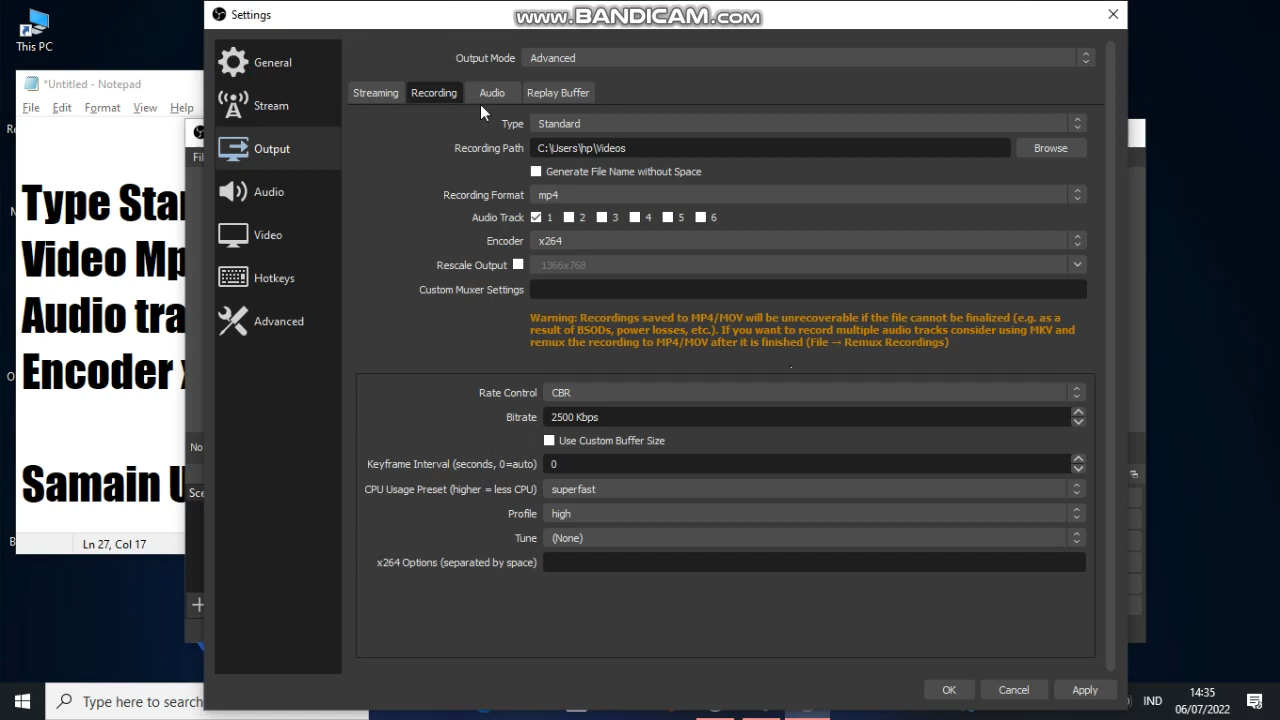 Settings
www.BANDICAM.com
This PC
*Untitled - Notepad
File Edit Format View Help
Type Sta
Video Mp
Audio tra
Encoder
Samain
Ln 27, Col 17
General
Stream
Output
Audio
Video
Hotkeys
Advanced
Output Mode Advanced
Streaming Recording Audio Replay Buffer
Type Standard
Recording Path C:\Users\hp\Videos Browse
Generate File Name without Space
Recording Format mp4
Audio Track 1 2 3 4 5 6
Encoder x264
Rescale Output 1366x768
Custom Muxer Settings
Warning: Recordings saved to MP4/MOV will be unrecoverable if the file cannot be finalized (e.g. as a
result of BSODs, power losses, etc.). If you want to record multiple audio tracks consider using MKV and
remux the recording to MP4/MOV after it is finished (File → Remux Recordings)
Rate Control CBR
Bitrate 2500 Kbps
Use Custom Buffer Size
Keyframe Interval (seconds, 0=auto) 0
CPU Usage Preset (higher = less CPU) superfast
Profile high
Tune (None)
x264 Options (separated by space)
OK Cancel Apply
No
Sce
Type here to search
IND
14:35
06/07/2022